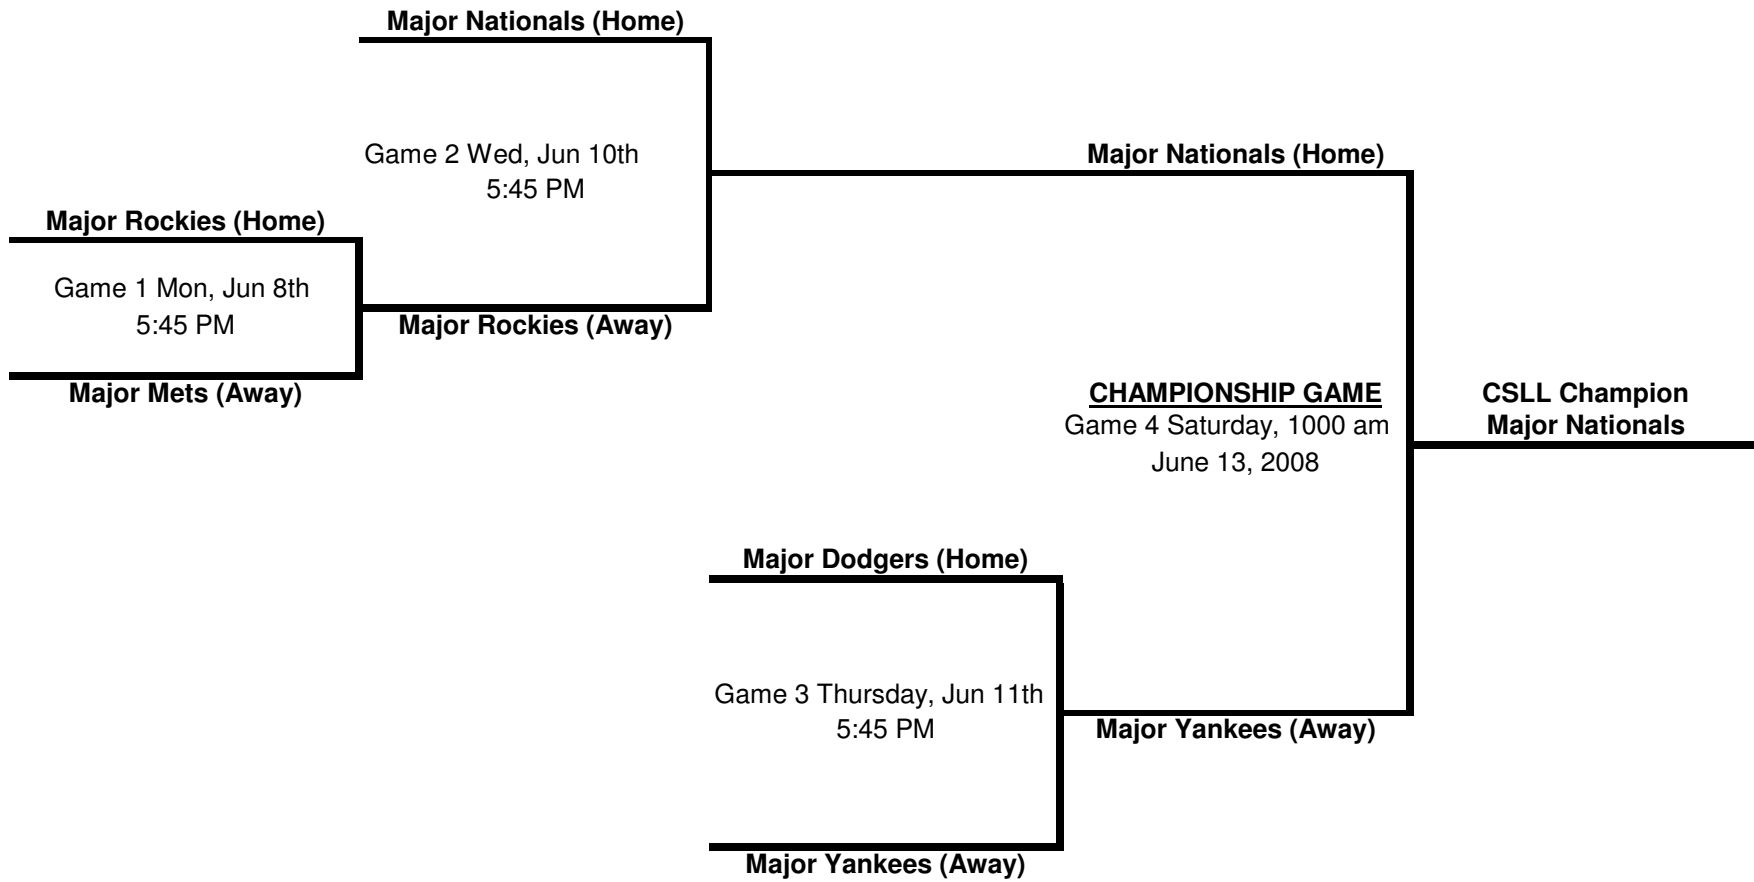 Major Nationals (Home)
Game 2 Wed, Jun 10th
5:45 PM
Major Nationals (Home)
Major Rockies (Home)
Game 1 Mon, Jun 8th
5:45 PM
Major Rockies (Away)
Major Mets (Away)
CHAMPIONSHIP GAME
Game 4 Saturday, 1000 am
June 13, 2008
CSLL Champion
Major Nationals
Major Dodgers (Home)
Game 3 Thursday, Jun 11th
5:45 PM
Major Yankees (Away)
Major Yankees (Away)